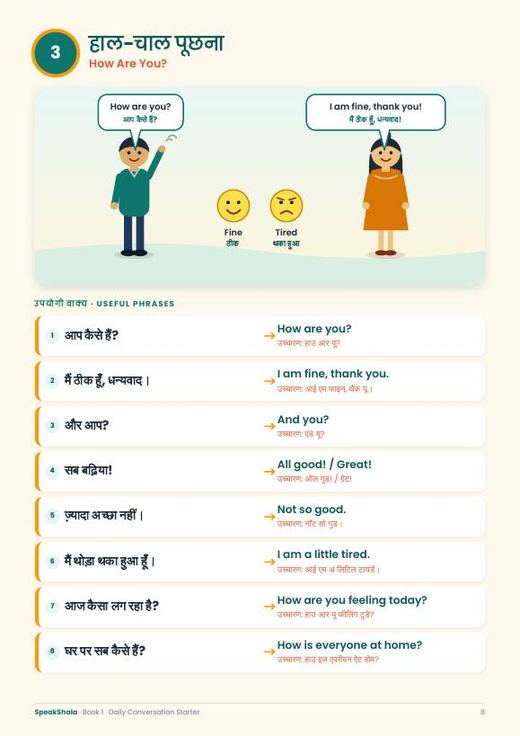 3
हाल-चाल पूछना
How Are You?
How are you?
आप कैसे हैं?
I am fine, thank you!
मैं ठीक हूँ, धन्यवाद!
Fine
ठीक
Tired
थका हुआ
उपयोगी वाक्य · USEFUL PHRASES
1 आप कैसे हैं? → How are you?
उच्चारण: हाउ आर यू?
2 मैं ठीक हूँ, धन्यवाद। → I am fine, thank you.
उच्चारण: आई एम फाइन, थैंक यू।
3 और आप? → And you?
उच्चारण: एंड यू?
4 सब बढ़िया! → All good! / Great!
उच्चारण: ऑल गुड! / ग्रेट!
5 ज़्यादा अच्छा नहीं। → Not so good.
उच्चारण: नॉट सो गुड।
6 मैं थोड़ा थका हुआ हूँ। → I am a little tired.
उच्चारण: आई एम अ लिटिल टायर्ड।
7 आज कैसा लग रहा है? → How are you feeling today?
उच्चारण: हाउ आर यू फीलिंग टुडे?
8 घर पर सब कैसे हैं? → How is everyone at home?
उच्चारण: हाउ इज़ एवरीवन ऐट होम?
SpeakShala · Book 1 · Daily Conversation Starter
8